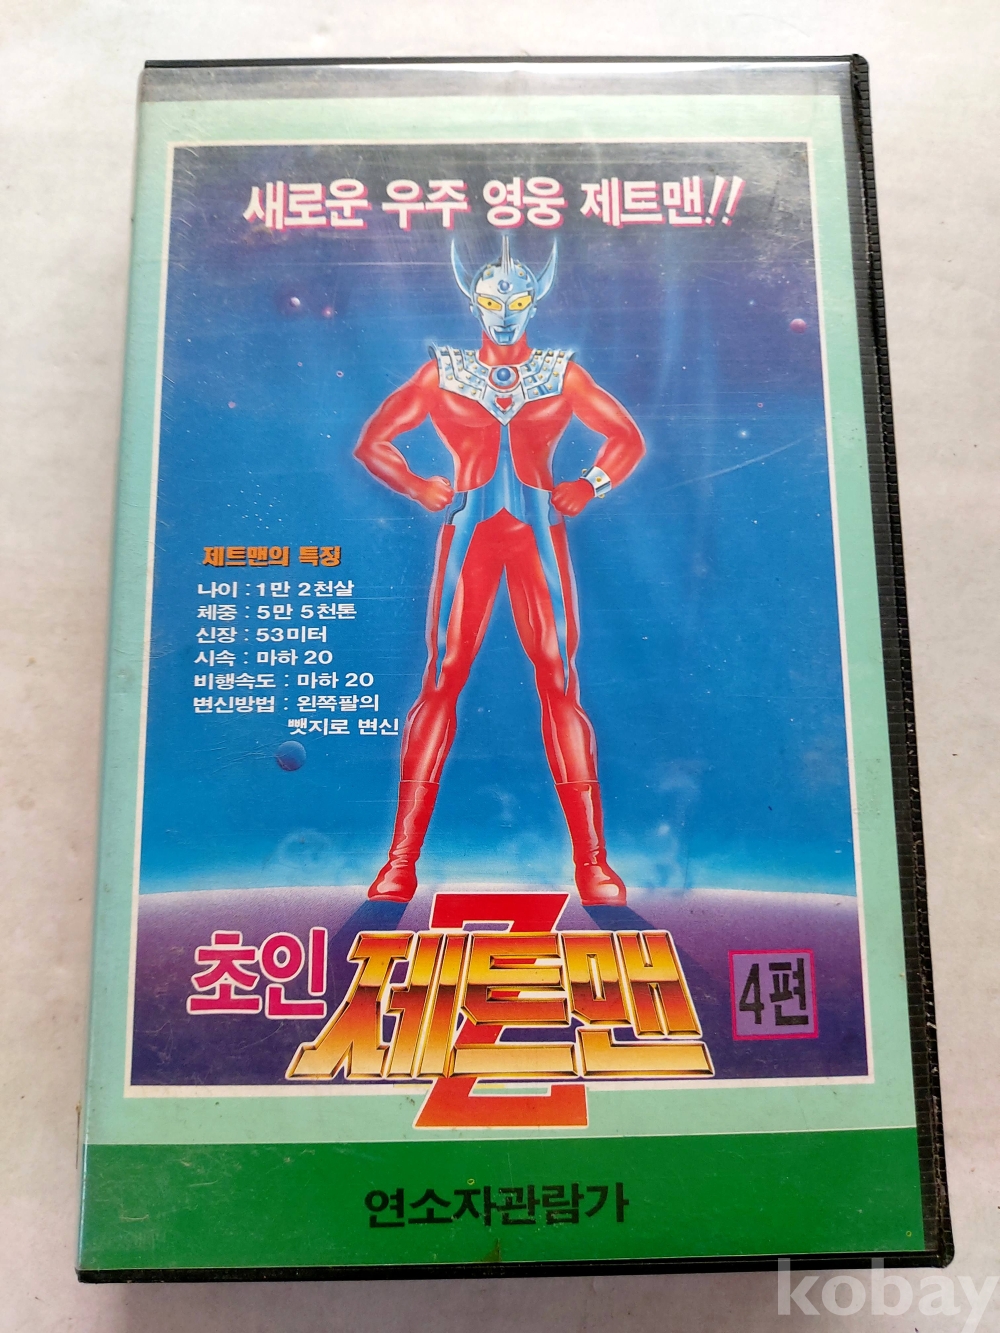 새로운 우주 영웅 제트맨!!
제트맨의 특징
나이 : 1만 2천살
체중 : 5만 5천톤
신장 : 53미터
시속 : 마하 20
비행속도 : 마하 20
변신방법 : 왼쪽팔의
뺏지로 변신
초인 제트맨 4편
Z
연소자관람가
kobay